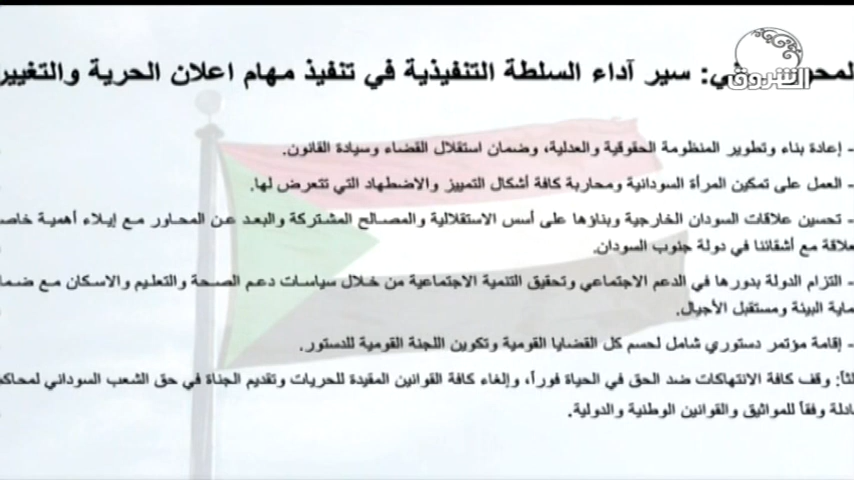 الشروق
سير آداء السلطة التنفيذية في تنفيذ مهام اعلان الحرية والتغيير
- إعادة بناء وتطوير المنظومة الحقوقية والعدلية، وضمان استقلال القضاء وسيادة القانون.
- العمل على تمكين المرأة السودانية ومحاربة كافة أشكال التمييز والاضطهاد التي تتعرض لها.
- تحسين علاقات السودان الخارجية وبناؤها على أسس الاستقلالية والمصالح المشتركة والبعد عن المحاور مع إيلاء أهمية خاص
علاقة مع أشقائنا في دولة جنوب السودان.
- التزام الدولة بدورها في الدعم الاجتماعي وتحقيق التنمية الاجتماعية من خلال سياسات دعم الصحة والتعليم والاسكان مع ضما
ماية البيئة ومستقبل الأجيال.
- إقامة مؤتمر دستوري شامل لحسم كل القضايا القومية وتكوين اللجنة القومية للدستور.
لثاً: وقف كافة الانتهاكات ضد الحق في الحياة فوراً، وإلغاء كافة القوانين المقيدة للحريات وتقديم الجناة في حق الشعب السوداني لمحاكم
ادلة وفقاً للمواثيق والقوانين الوطنية والدولية.